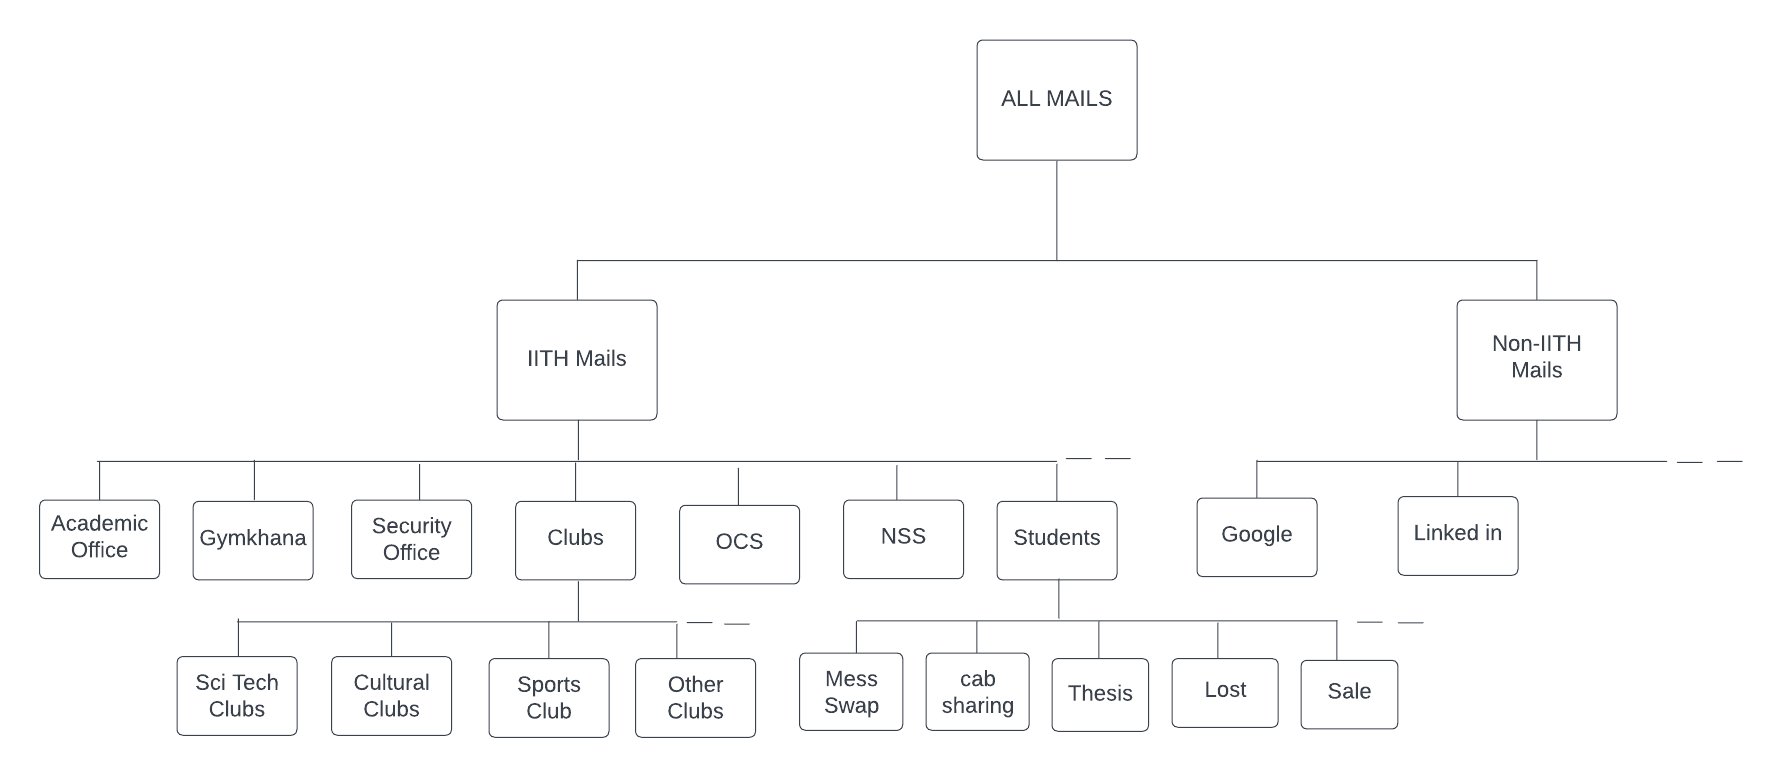 ALL MAILS
IITH Mails
Non-IITH
Mails
Academic
Office
Gymkhana
Security
Office
Clubs
OCS
NSS
Students
Google
Linked in
Sci Tech
Clubs
Cultural
Clubs
Sports
Club
Other
Clubs
Mess
Swap
cab
sharing
Thesis
Lost
Sale